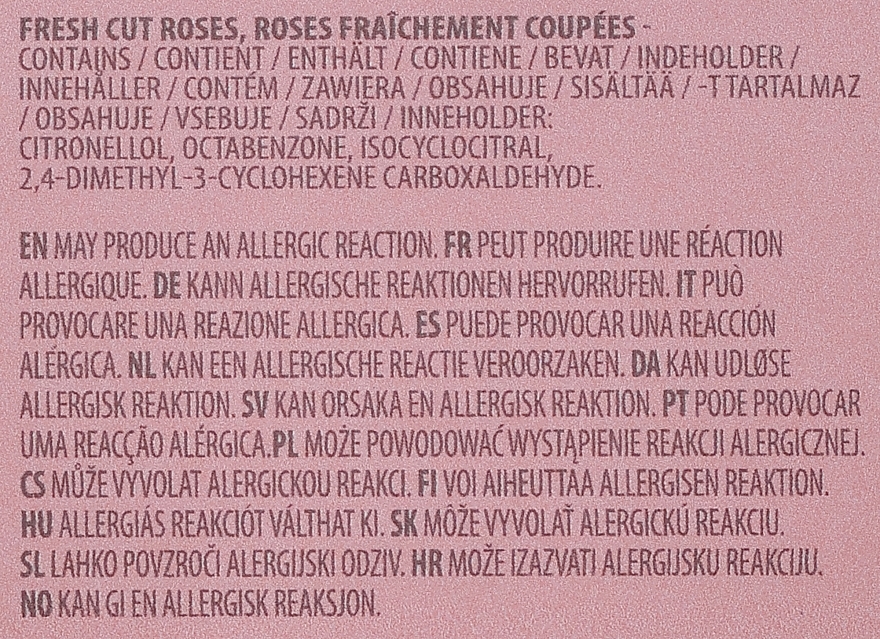 FRESH CUT ROSES, ROSES FRAÎCHEMENT COUPÉES -
CONTAINS / CONTIENT / ENTHÄLT / CONTIENE / BEVAT / INDEHOLDER /
INNEHÅLLER / CONTÉM / ZAWIERA / OBSAHUJE / SISÄLTÄÄ / -T TARTALMAZ
/ OBSAHUJE / VSEBUJE / SADRŽI / INNEHOLDER:
CITRONELLOL, OCTABENZONE, ISOCYCLOCITRAL,
2,4-DIMETHYL-3-CYCLOHEXENE CARBOXALDEHYDE.
EN MAY PRODUCE AN ALLERGIC REACTION. FR PEUT PRODUIRE UNE RÉACTION
ALLERGIQUE. DE KANN ALLERGISCHE REAKTIONEN HERVORRUFEN. IT PUÒ
PROVOCARE UNA REAZIONE ALLERGICA. ES PUEDE PROVOCAR UNA REACCIÓN
ALÉRGICA. NL KAN EEN ALLERGISCHE REACTIE VEROORZAKEN. DA KAN UDLØSE
ALLERGISK REAKTION. SV KAN ORSAKA EN ALLERGISK REAKTION. PT PODE PROVOCAR
UMA REACÇÃO ALÉRGICA.PL MOŻE POWODOWAĆ WYSTĄPIENIE REAKCJI ALERGICZNEJ.
CS MŮŽE VYVOLAT ALERGICKOU REAKCI. FI VOI AIHEUTTAA ALLERGISEN REAKTION.
HU ALLERGIÁS REAKCIÓT VÁLTHAT KI. SK MÔŽE VYVOLAŤ ALERGICKÚ REAKCIU.
SL LAHKO POVZROČI ALERGIJSKI ODZIV. HR MOŽE IZAZVATI ALERGIJSKU REAKCIJU.
NO KAN GI EN ALLERGISK REAKSJON.